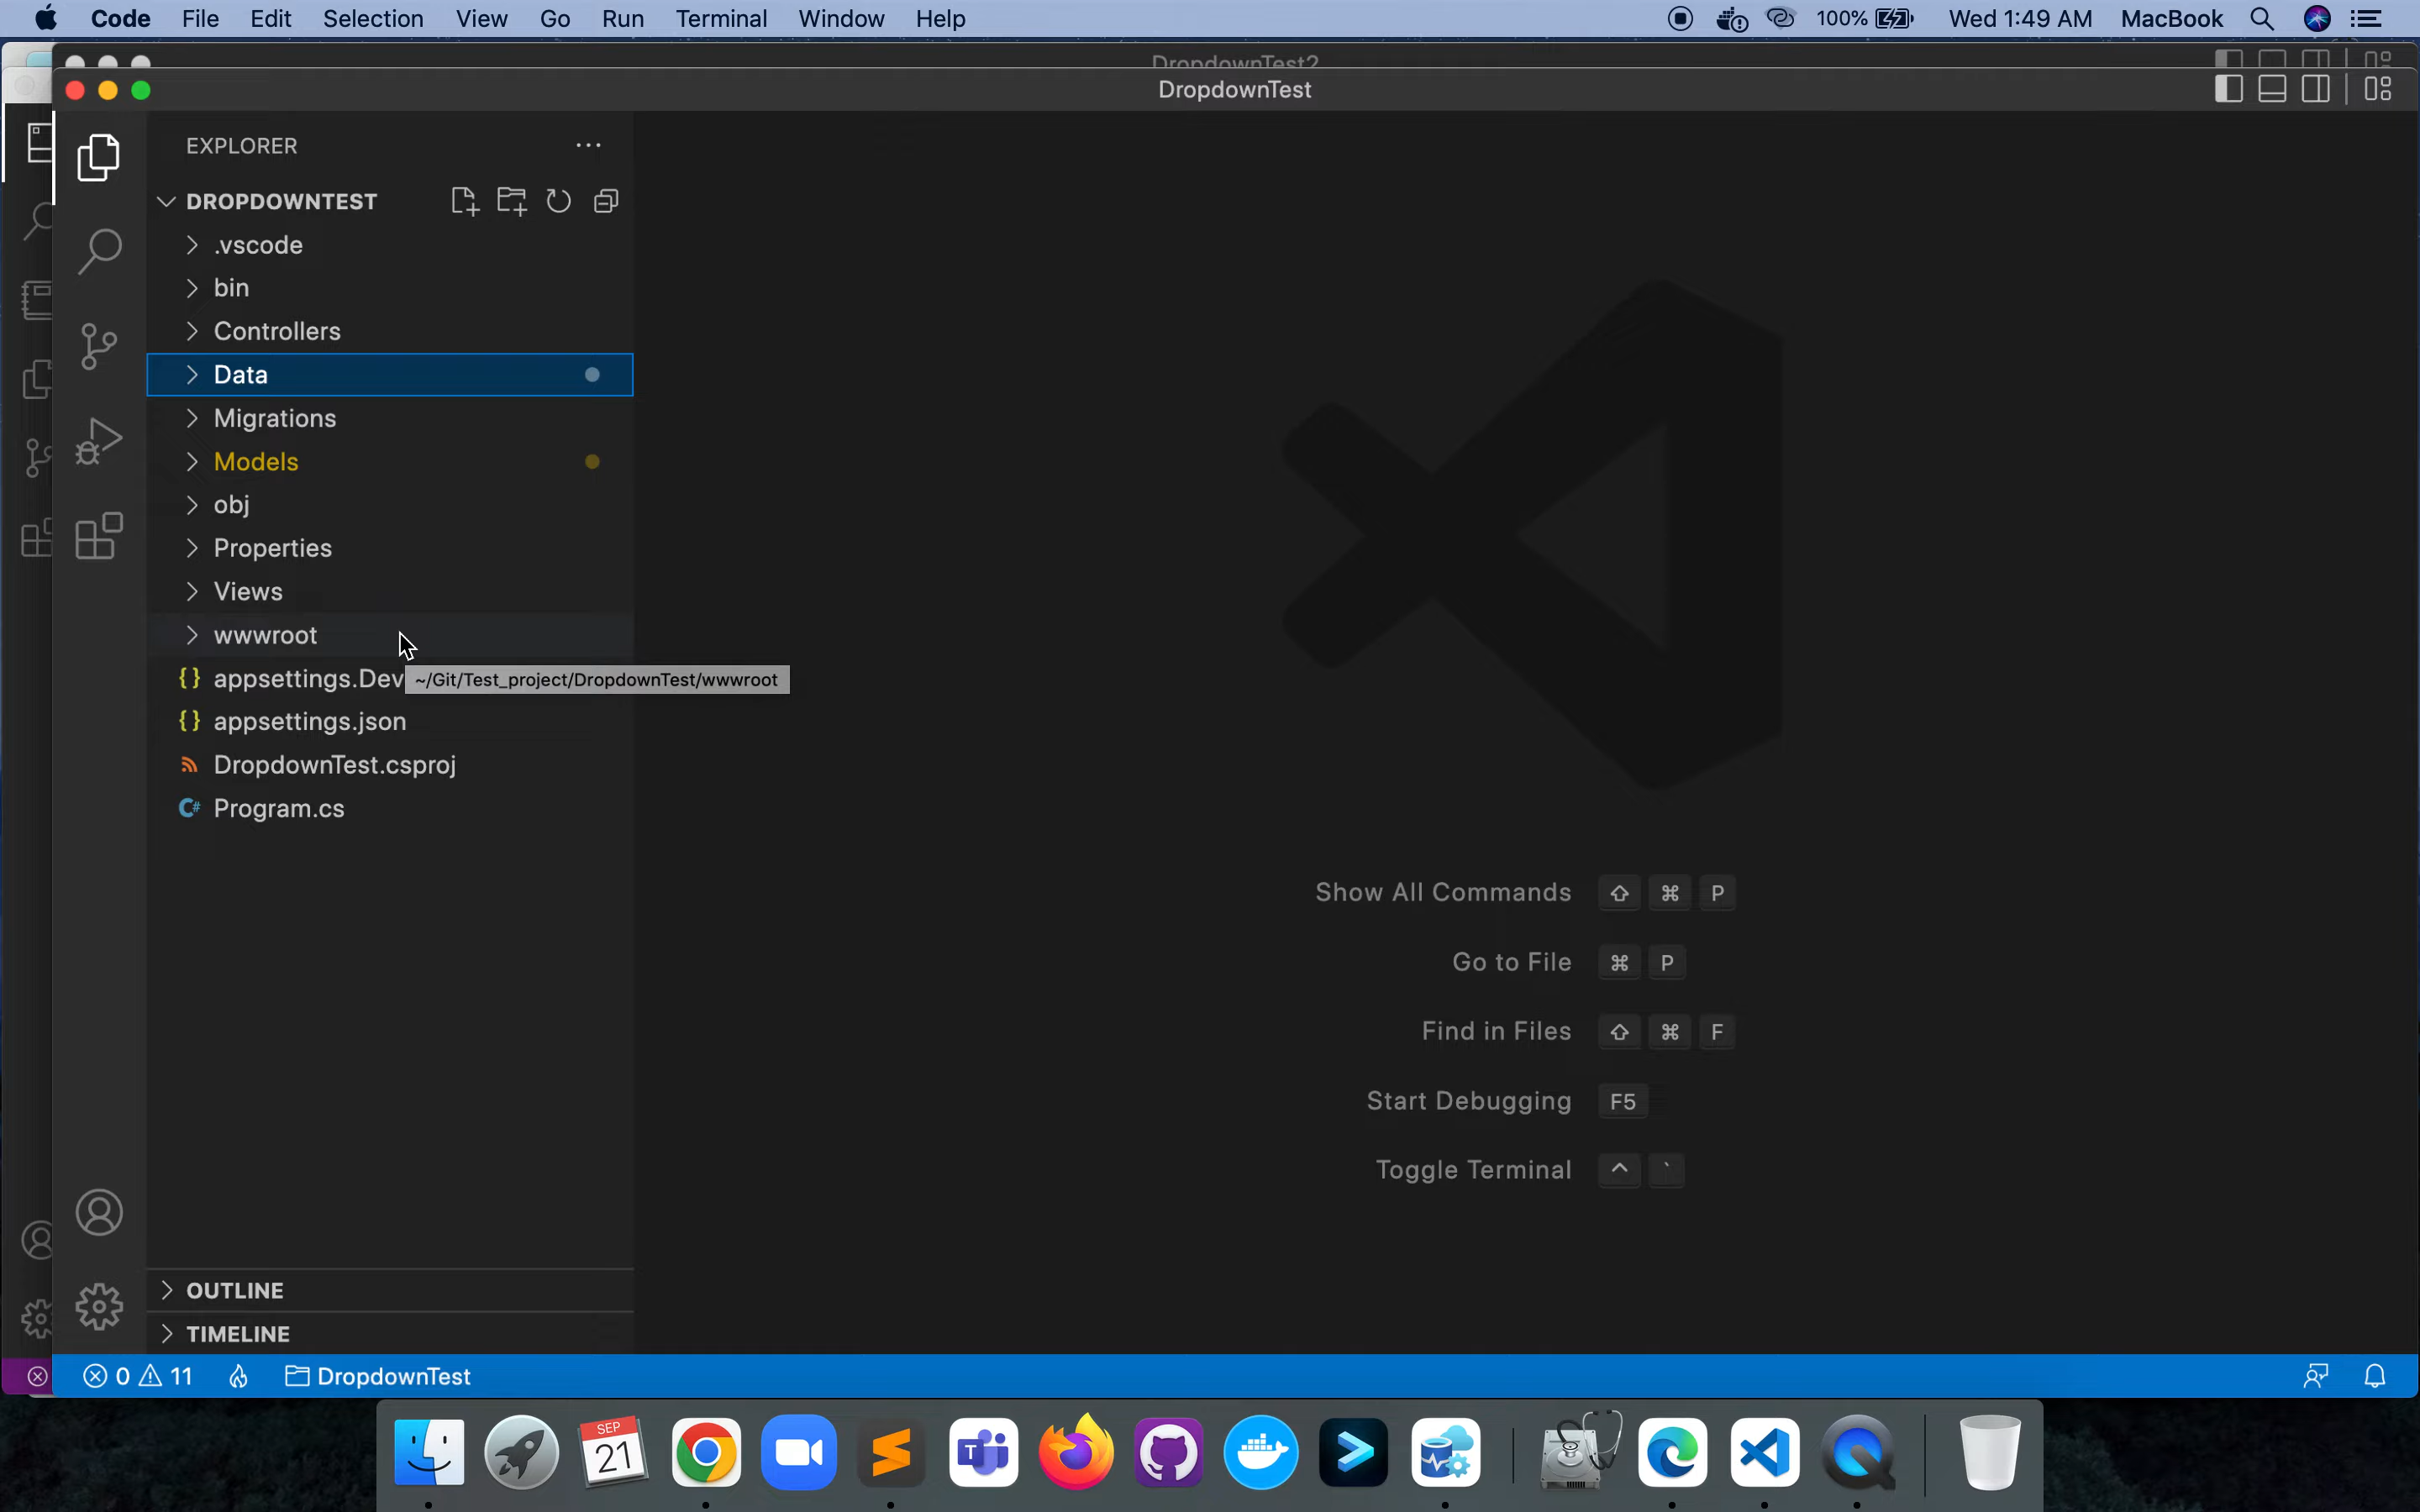 Code File Edit Selection View Go Run Terminal Window Help 100% Wed 1:49 AM MacBook
DropdownTest2
DropdownTest
EXPLORER ···
DROPDOWNTEST
.vscode
bin
Controllers
Data
Migrations
Models
obj
Properties
Views
wwwroot
{} appsettings.Dev
~/Git/Test_project/DropdownTest/wwwroot
{} appsettings.json
DropdownTest.csproj
C# Program.cs
Show All Commands ⇧ ⌘ P
Go to File ⌘ P
Find in Files ⇧ ⌘ F
Start Debugging F5
Toggle Terminal ^ `
OUTLINE
TIMELINE
0 11 DropdownTest
SEP
21
T